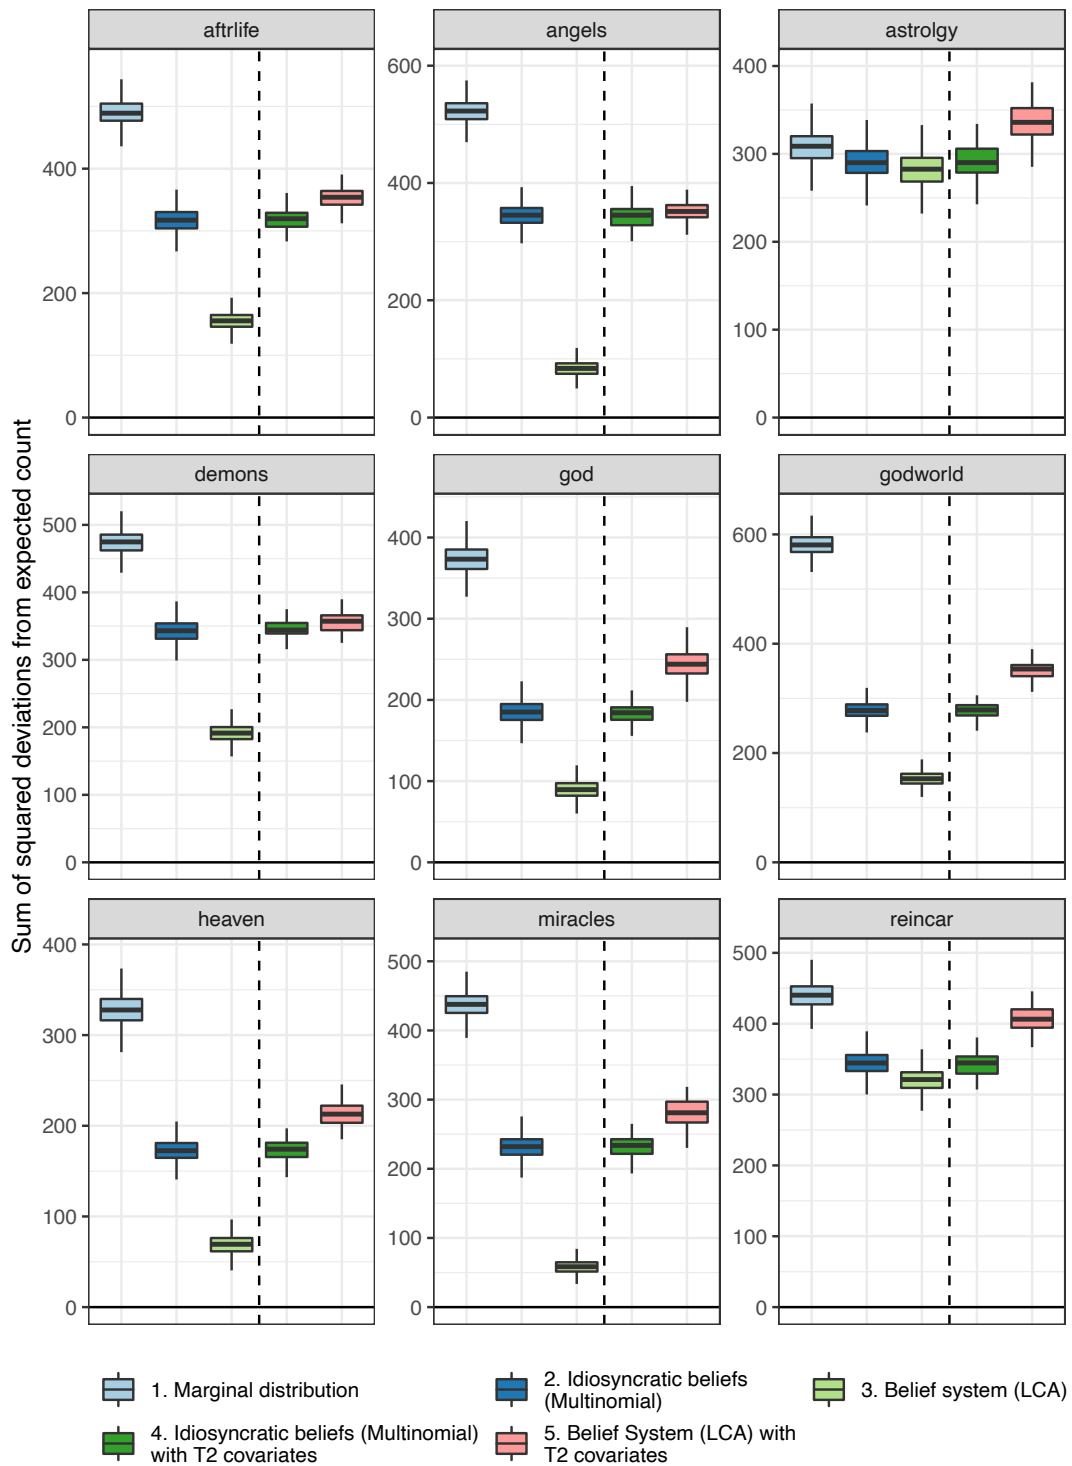 aftrlife
angels
astrolgy
400
200
0
600
400
200
0
400
300
200
100
0
demons
god
godworld
500
400
300
200
100
0
400
300
200
100
0
600
400
200
0
heaven
miracles
reincar
400
300
200
100
0
500
400
300
200
100
0
500
400
300
200
100
0
Sum of squared deviations from expected count
1. Marginal distribution
2. Idiosyncratic beliefs
(Multinomial)
3. Belief system (LCA)
4. Idiosyncratic beliefs (Multinomial)
with T2 covariates
5. Belief System (LCA) with
T2 covariates